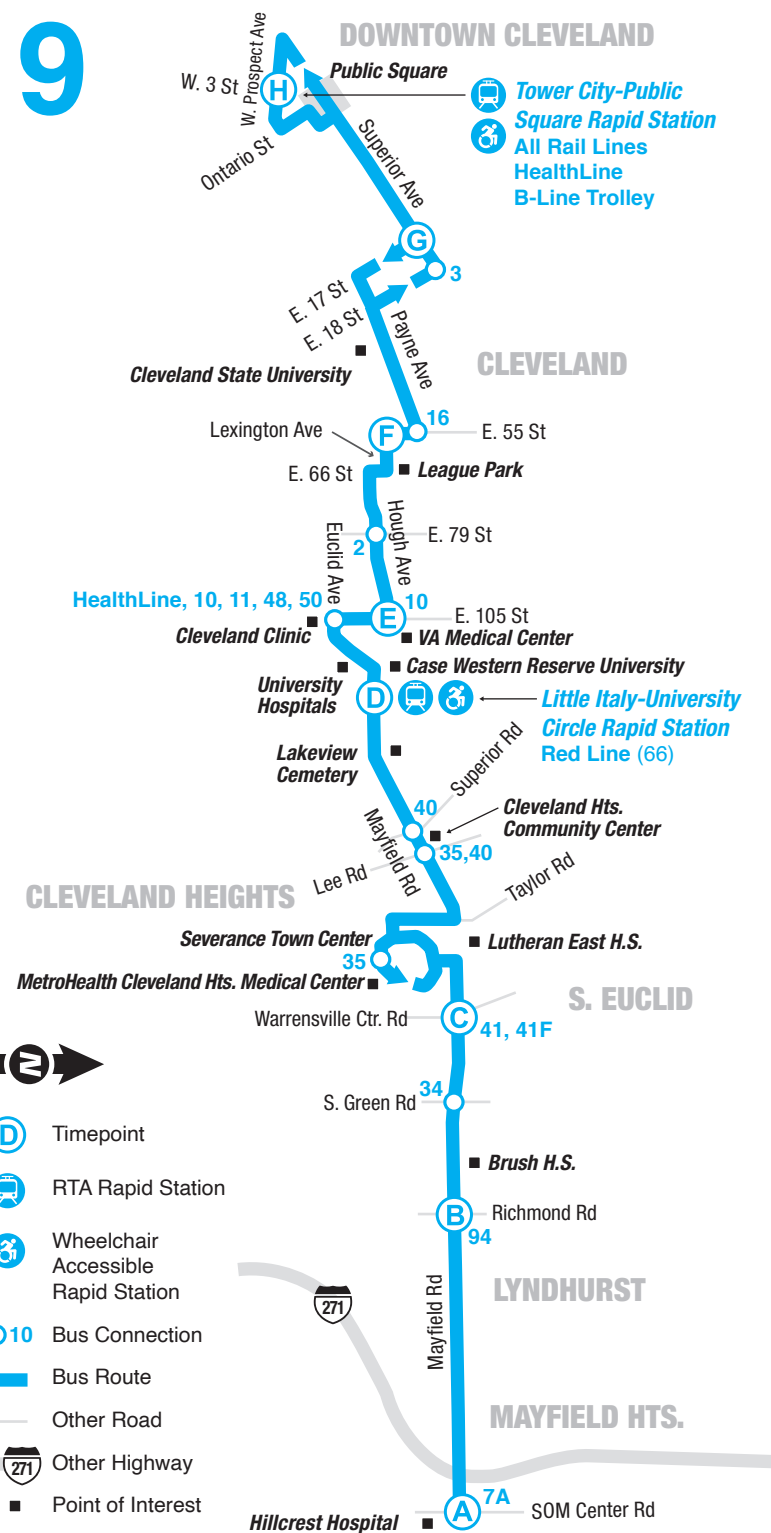 9
DOWNTOWN CLEVELAND
W. Prospect Ave
W. 3 St
H
Public Square
Tower City-Public
Square Rapid Station
All Rail Lines
HealthLine
B-Line Trolley
Ontario St
Superior Ave
G
3
E. 17 St
E. 18 St
Payne Ave
Cleveland State University
CLEVELAND
16
Lexington Ave
F
E. 55 St
E. 66 St
League Park
Euclid Ave
Hough Ave
2
E. 79 St
HealthLine, 10, 11, 48, 50
10
E
E. 105 St
Cleveland Clinic
VA Medical Center
Case Western Reserve University
University
Hospitals
D
Little Italy-University
Circle Rapid Station
Red Line (66)
Lakeview
Cemetery
Superior Rd
40
Cleveland Hts.
Community Center
Mayfield Rd
35,40
Lee Rd
Taylor Rd
CLEVELAND HEIGHTS
Severance Town Center
35
Lutheran East H.S.
MetroHealth Cleveland Hts. Medical Center
S. EUCLID
Warrensville Ctr. Rd
C
41, 41F
N
34
S. Green Rd
D
Timepoint
Brush H.S.
RTA Rapid Station
B
Richmond Rd
94
Wheelchair
Accessible
Rapid Station
LYNDHURST
271
Mayfield Rd
10
Bus Connection
Bus Route
Other Road
MAYFIELD HTS.
271
Other Highway
Point of Interest
7A
A
SOM Center Rd
Hillcrest Hospital